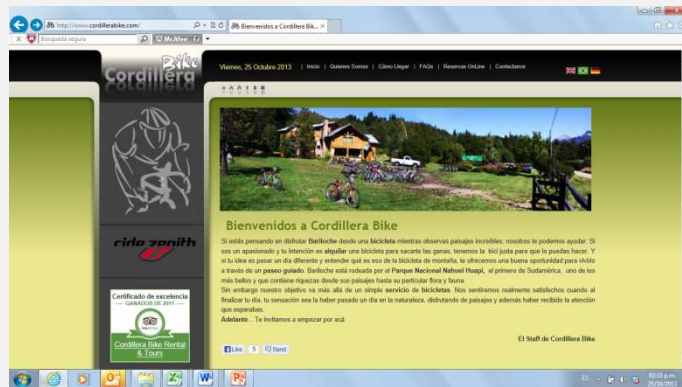 http://www.cordillerabike.com/
Bienvenidos a Cordillera Bik...
Búsqueda segura
McAfee
Bike
Cordillera
Viernes, 25 Octubre 2013 | Inicio | Quienes Somos | Cómo Llegar | FAQs | Reservas OnLine | Contactanos
ride zenith
Certificado de excelencia
GANADOR DE 2011
Cordillera Bike Rental
& Tours
Bienvenidos a Cordillera Bike
Si estás pensando en disfrutar Bariloche desde una bicicleta mientras observas paisajes increíbles, nosotros te podemos ayudar. Si
sos un apasionado y tu intención es alquilar una bicicleta para sacarte las ganas, tenemos la bici justa para que lo puedas hacer. Y
si tu idea es pasar un día diferente y entender qué es eso de la bicicleta de montaña, te ofrecemos una buena oportunidad para vivirlo
a través de un paseo guiado. Bariloche está rodeada por el Parque Nacional Nahuel Huapi, el primero de Sudamérica, uno de los
más bellos y que contiene riquezas desde sus paisajes hasta su particular flora y fauna.
Sin embargo nuestro objetivo va más allá de un simple servicio de bicicletas. Nos sentiremos realmente satisfechos cuando al
finalizar tu día, tu sensación sea la haber pasado un día en la naturaleza, disfrutando de paisajes y además haber recibido la atención
que esperabas.
Adelante... Te invitamos a empezar por acá.
El Staff de Cordillera Bike
Like 5 Send
ES
02:03 p.m.
25/10/2013